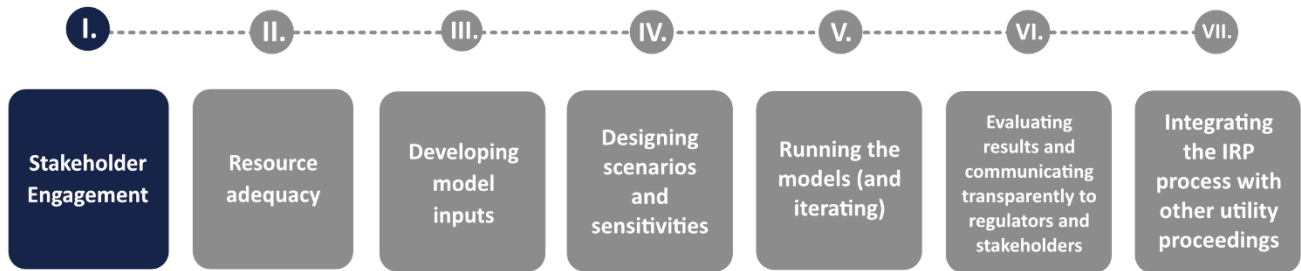 I.
II.
III.
IV.
V.
VI.
VII.
Stakeholder
Engagement
Resource
adequacy
Developing
model
inputs
Designing
scenarios
and
sensitivities
Running the
models (and
iterating)
Evaluating
results and
communicating
transparently to
regulators and
stakeholders
Integrating
the IRP
process with
other utility
proceedings